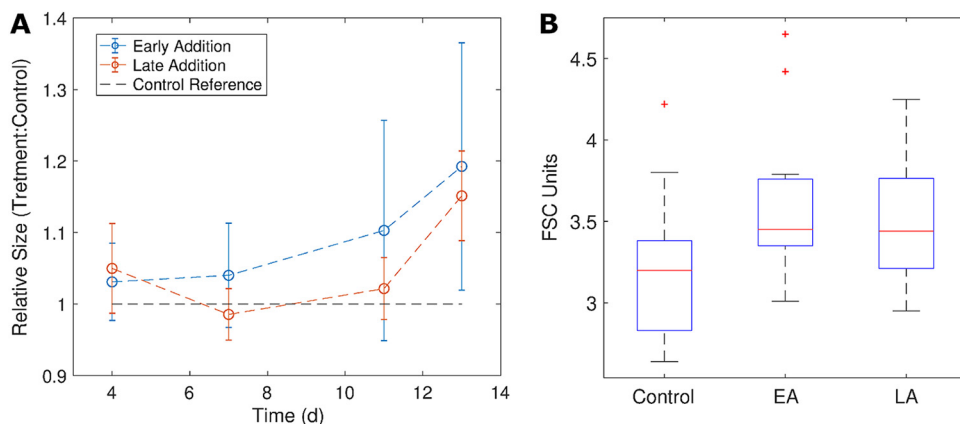 A
Relative Size (Tretment:Control)
1.4
1.3
1.2
1.1
1
0.9
Early Addition
Late Addition
Control Reference
4
6
8
10
12
14
Time (d)
B
FSC Units
4.5
4
3.5
3
Control
EA
LA